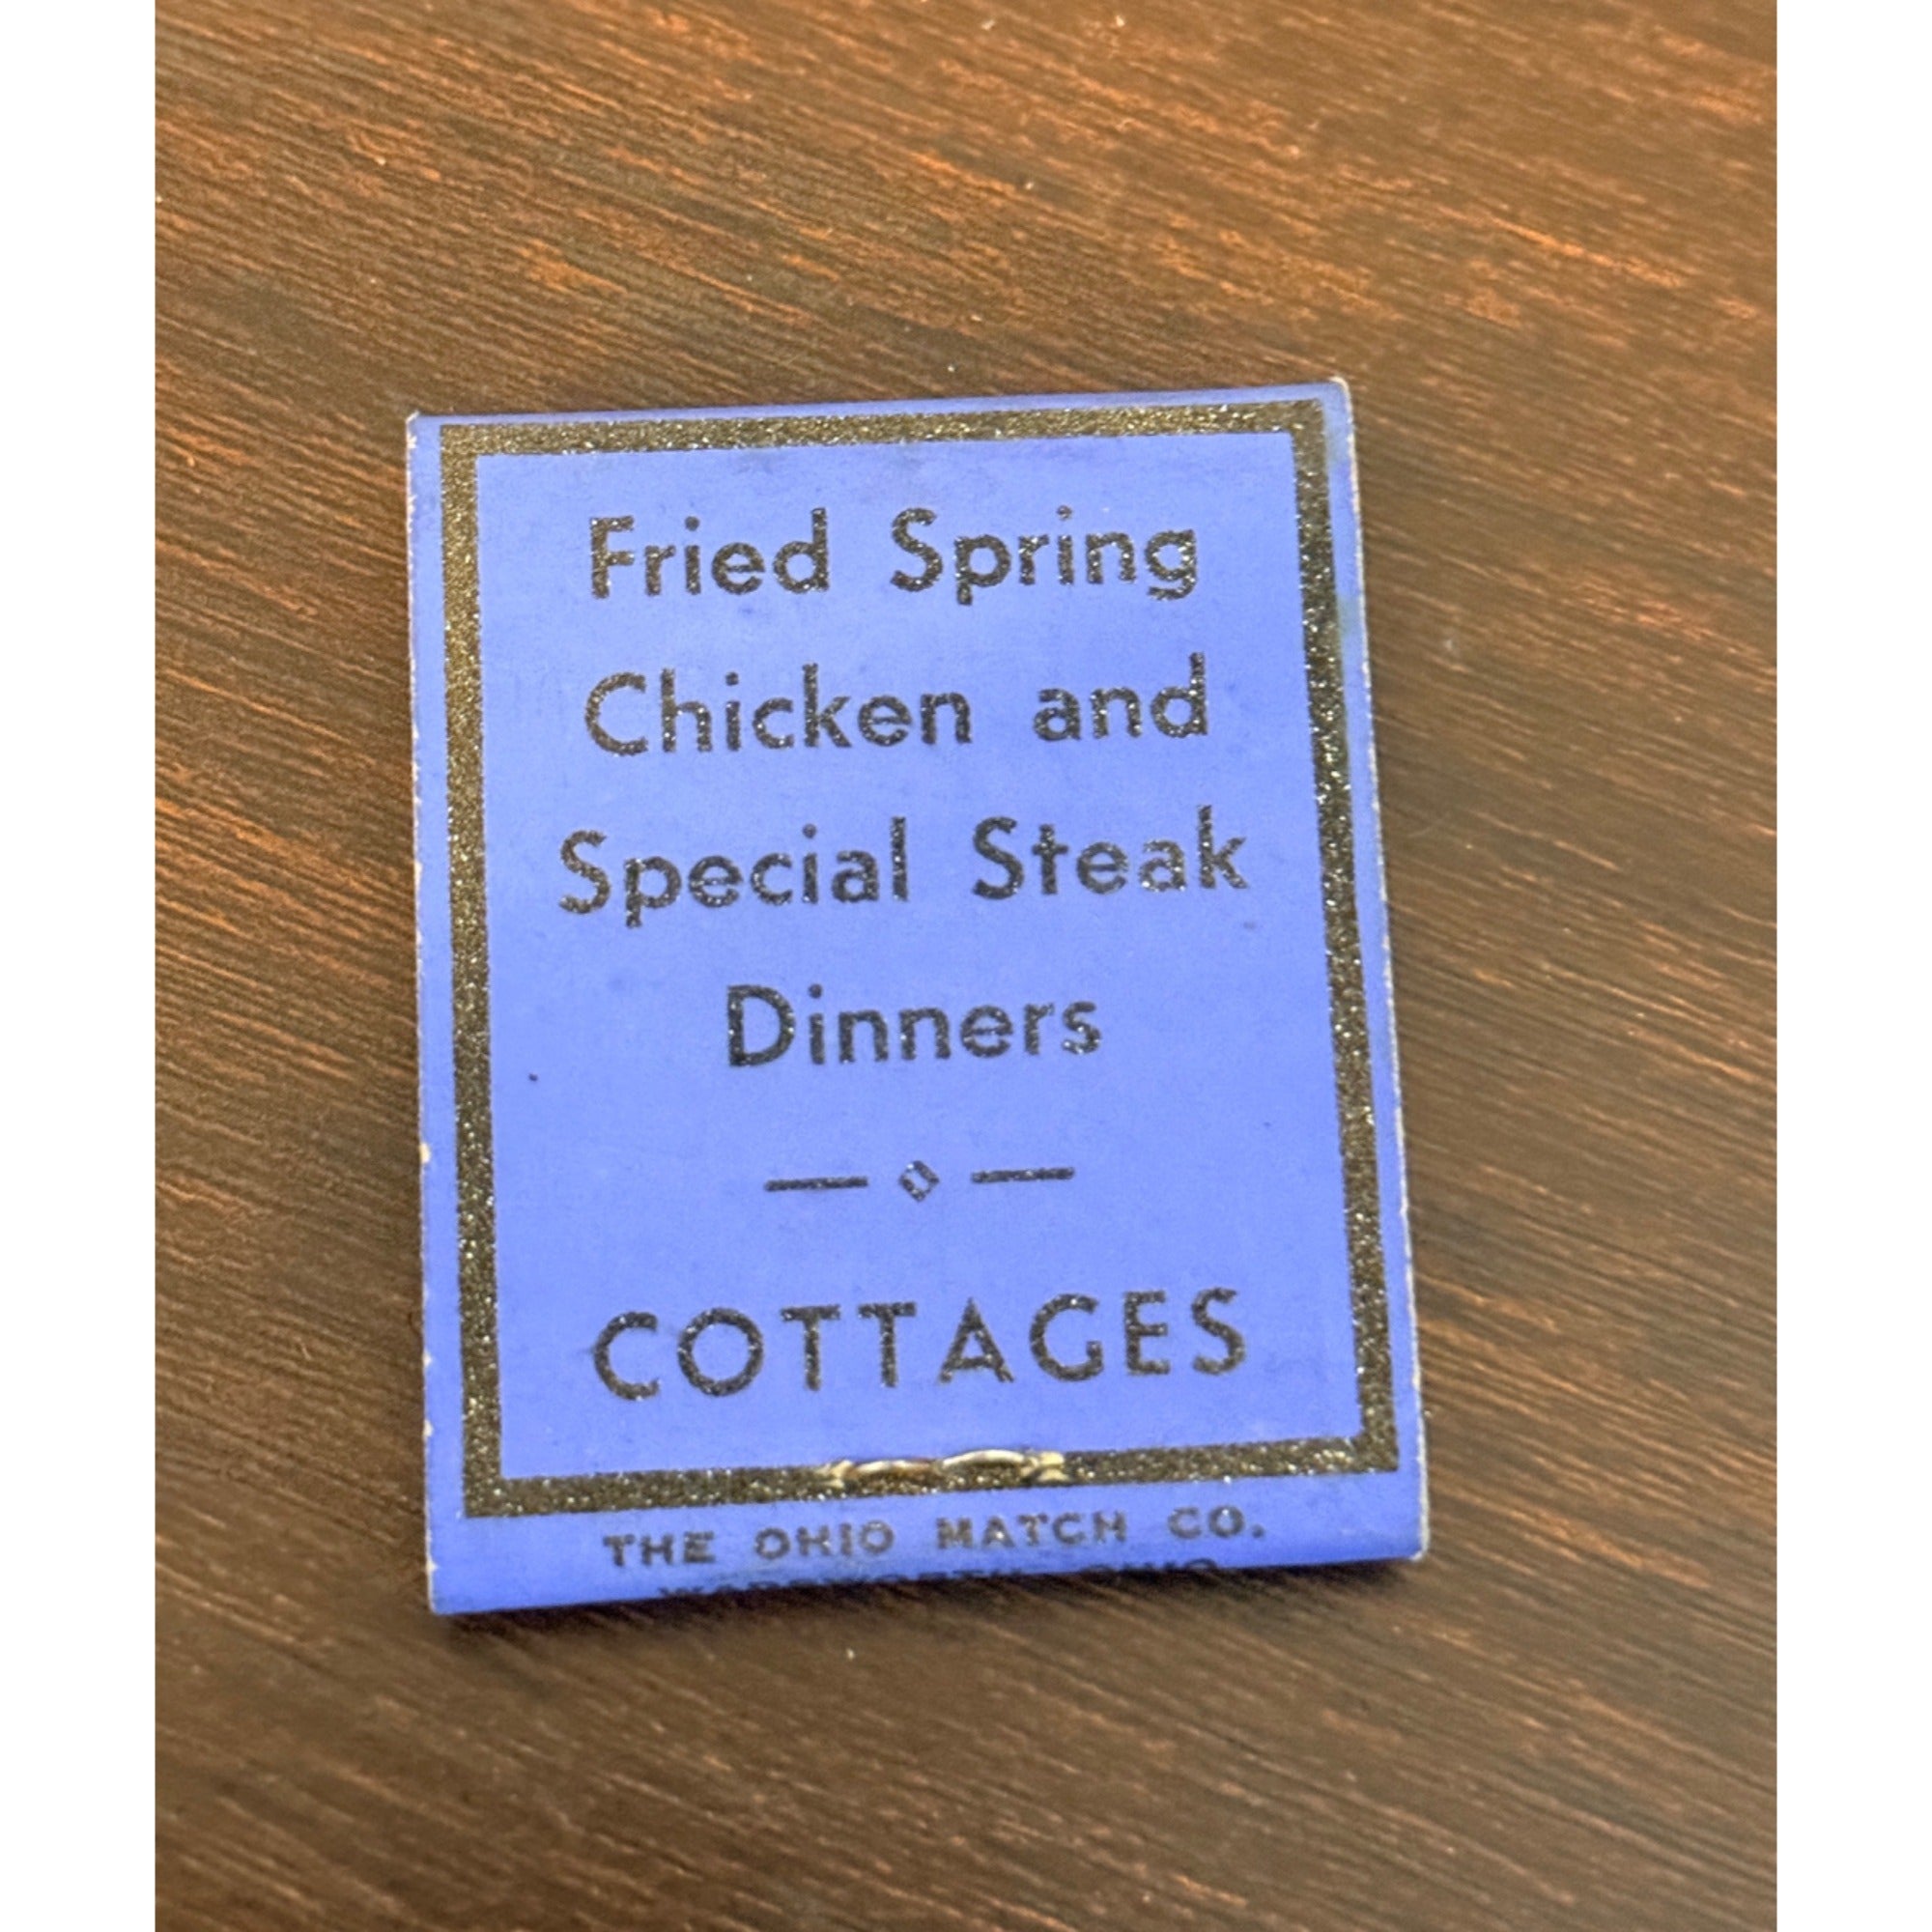 Fried Spring
Chicken and
Special Steak
Dinners
COTTAGES
THE OHIO MATCH CO.